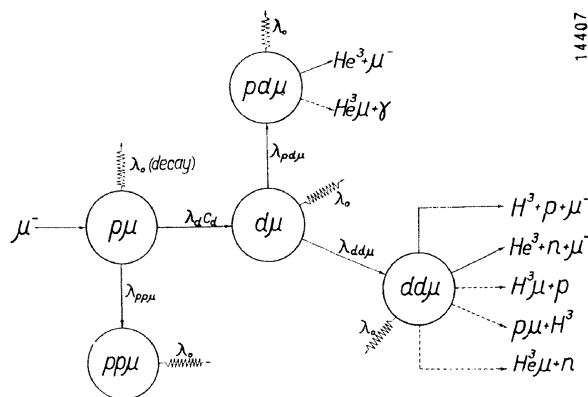 14407
λ₀
He³+μ⁻
pdμ
He³μ+γ
λ₀ (decay)
λpdμ
λ₀
μ⁻
pμ
λdCd
dμ
H³+p+μ⁻
λddμ
He³+n+μ⁻
λppμ
ddμ
H³μ+p
λ₀
pμ+H³
ppμ
λ₀
He³μ+n